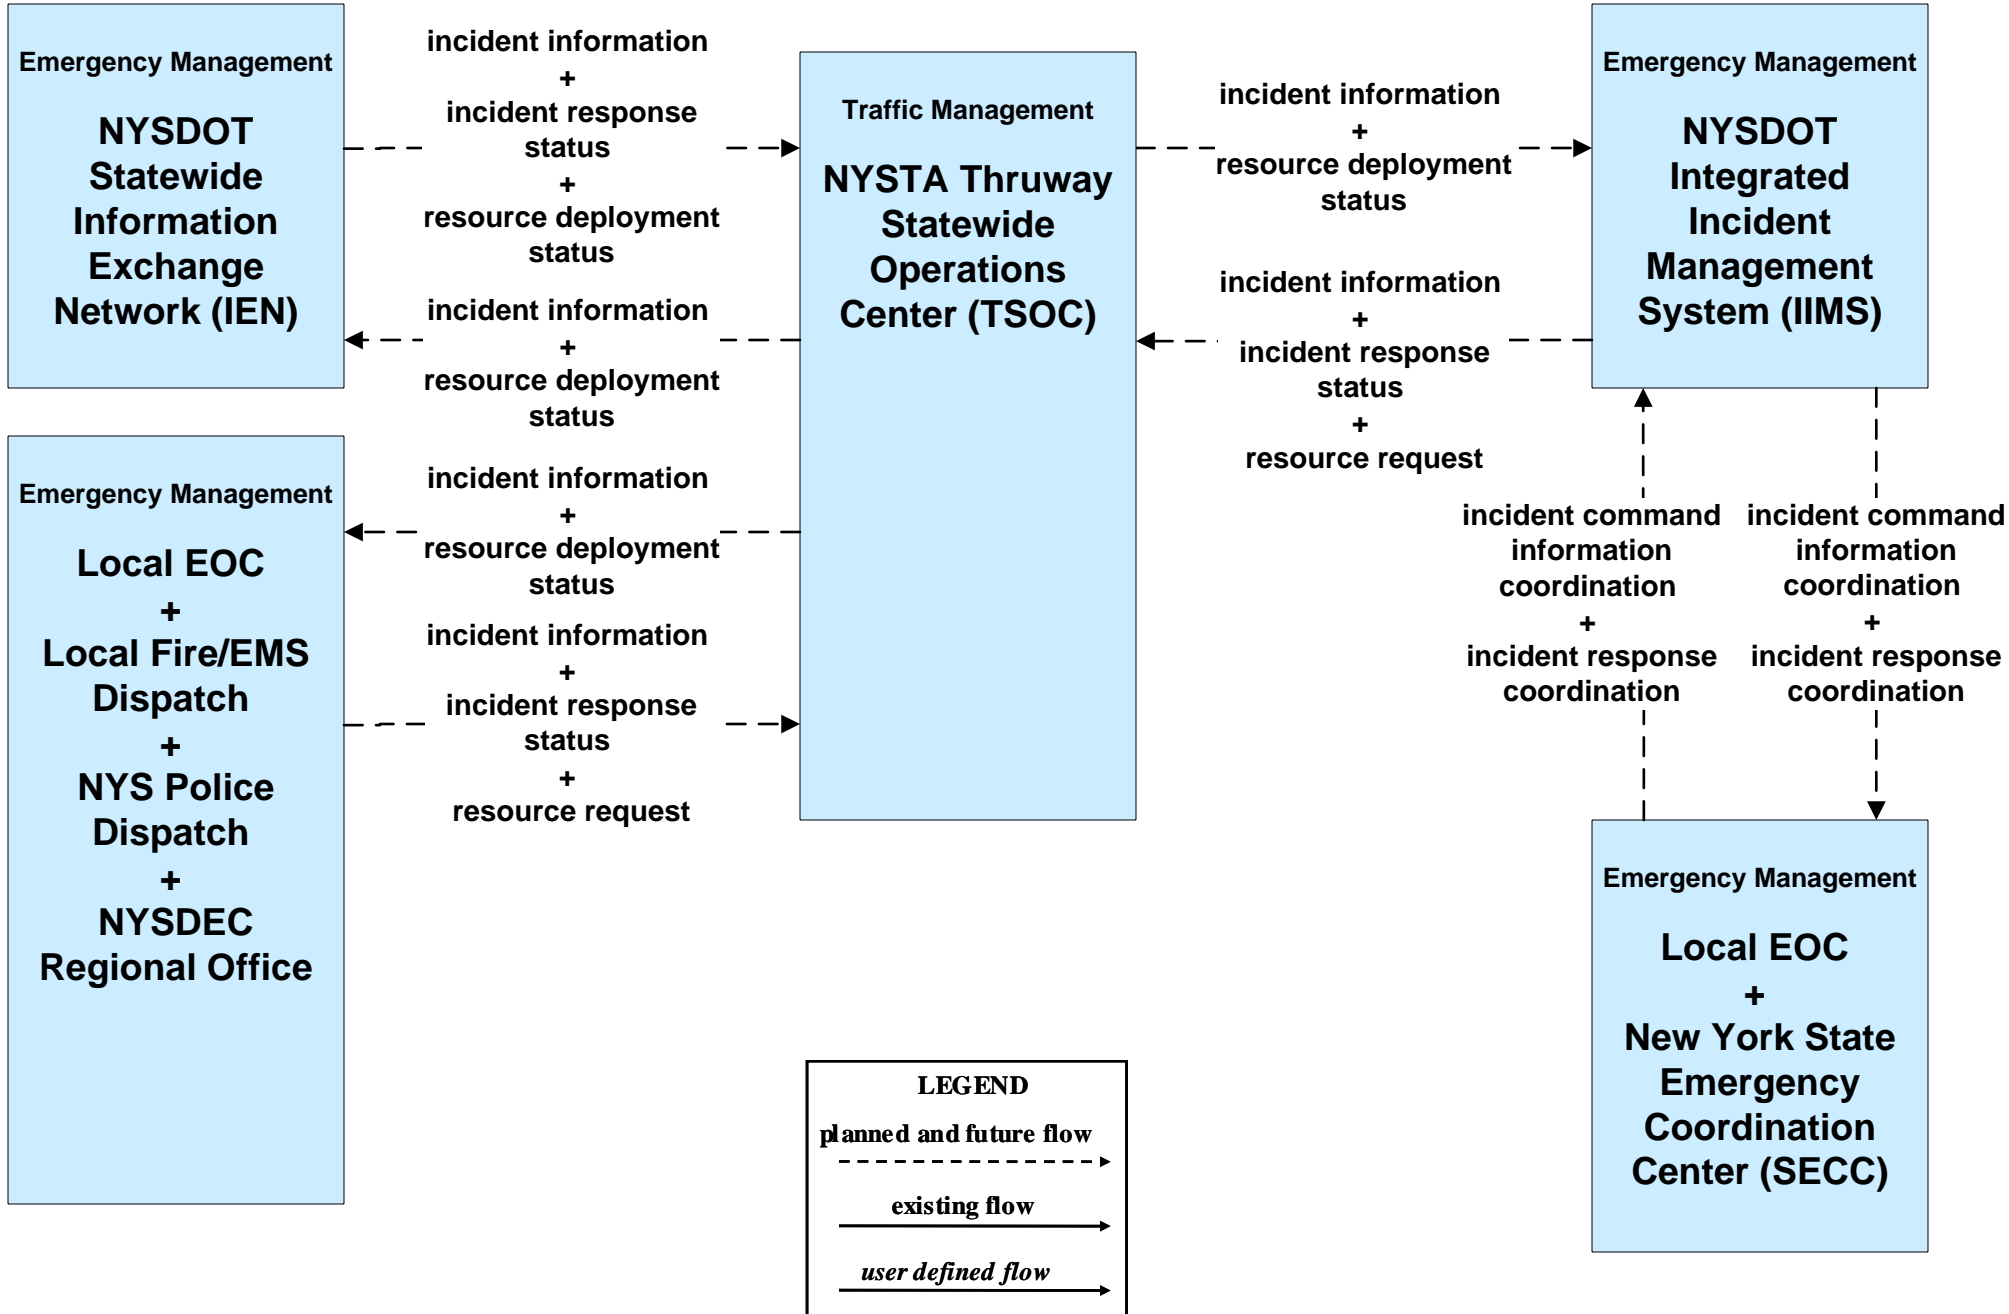 Emergency Management
NYSDOT
Statewide
Information
Exchange
Network (IEN)
incident information
+
incident response
status
+
resource deployment
status
incident information
+
resource deployment
status
Traffic Management
NYSTA Thruway
Statewide
Operations
Center (TSOC)
incident information
+
resource deployment
status
incident information
+
incident response
status
+
resource request
Emergency Management
NYSDOT
Integrated
Incident
Management
System (IIMS)
Emergency Management
Local EOC
+
Local Fire/EMS
Dispatch
+
NYS Police
Dispatch
+
NYSDEC
Regional Office
incident information
+
resource deployment
status
incident information
+
incident response
status
+
resource request
incident command
information
coordination
+
incident response
coordination
incident command
information
coordination
+
incident response
coordination
Emergency Management
Local EOC
+
New York State
Emergency
Coordination
Center (SECC)
LEGEND
planned and future flow
existing flow
user defined flow